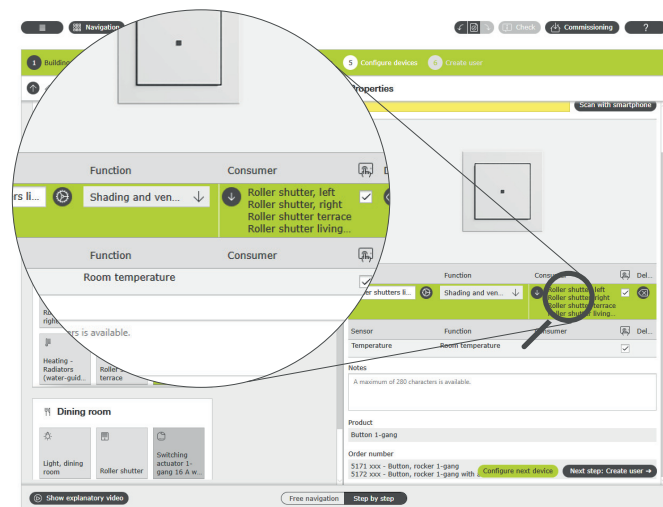 Navigation
Check
Commissioning
?
1 Building
5 Configure devices
6 Create user
Properties
Scan with smartphone
Function
Consumer
rs li...
Shading and ven...
Roller shutter, left
Roller shutter, right
Roller shutter terrace
Roller shutter living...
Function
Consumer
Room temperature
rs is available.
Function
Consumer
Del...
er shutters li...
Shading and ven...
Roller shutter, left
Roller shutter, right
Roller shutter terrace
Roller shutter living...
Sensor
Function
Consumer
Del...
Temperature
Room temperature
Notes
A maximum of 280 characters is available.
Product
Button 1-gang
Order number
5171 xxx - Button, rocker 1-gang
5172 xxx - Button, rocker 1-gang with
Configure next device
Next step: Create user
Heating -
Radiators
(water-guid...
terrace
Dining room
Light, dining
room
Roller shutter
Switching
actuator 1-
gang 16 A w...
Show explanatory video
Free navigation
Step by step